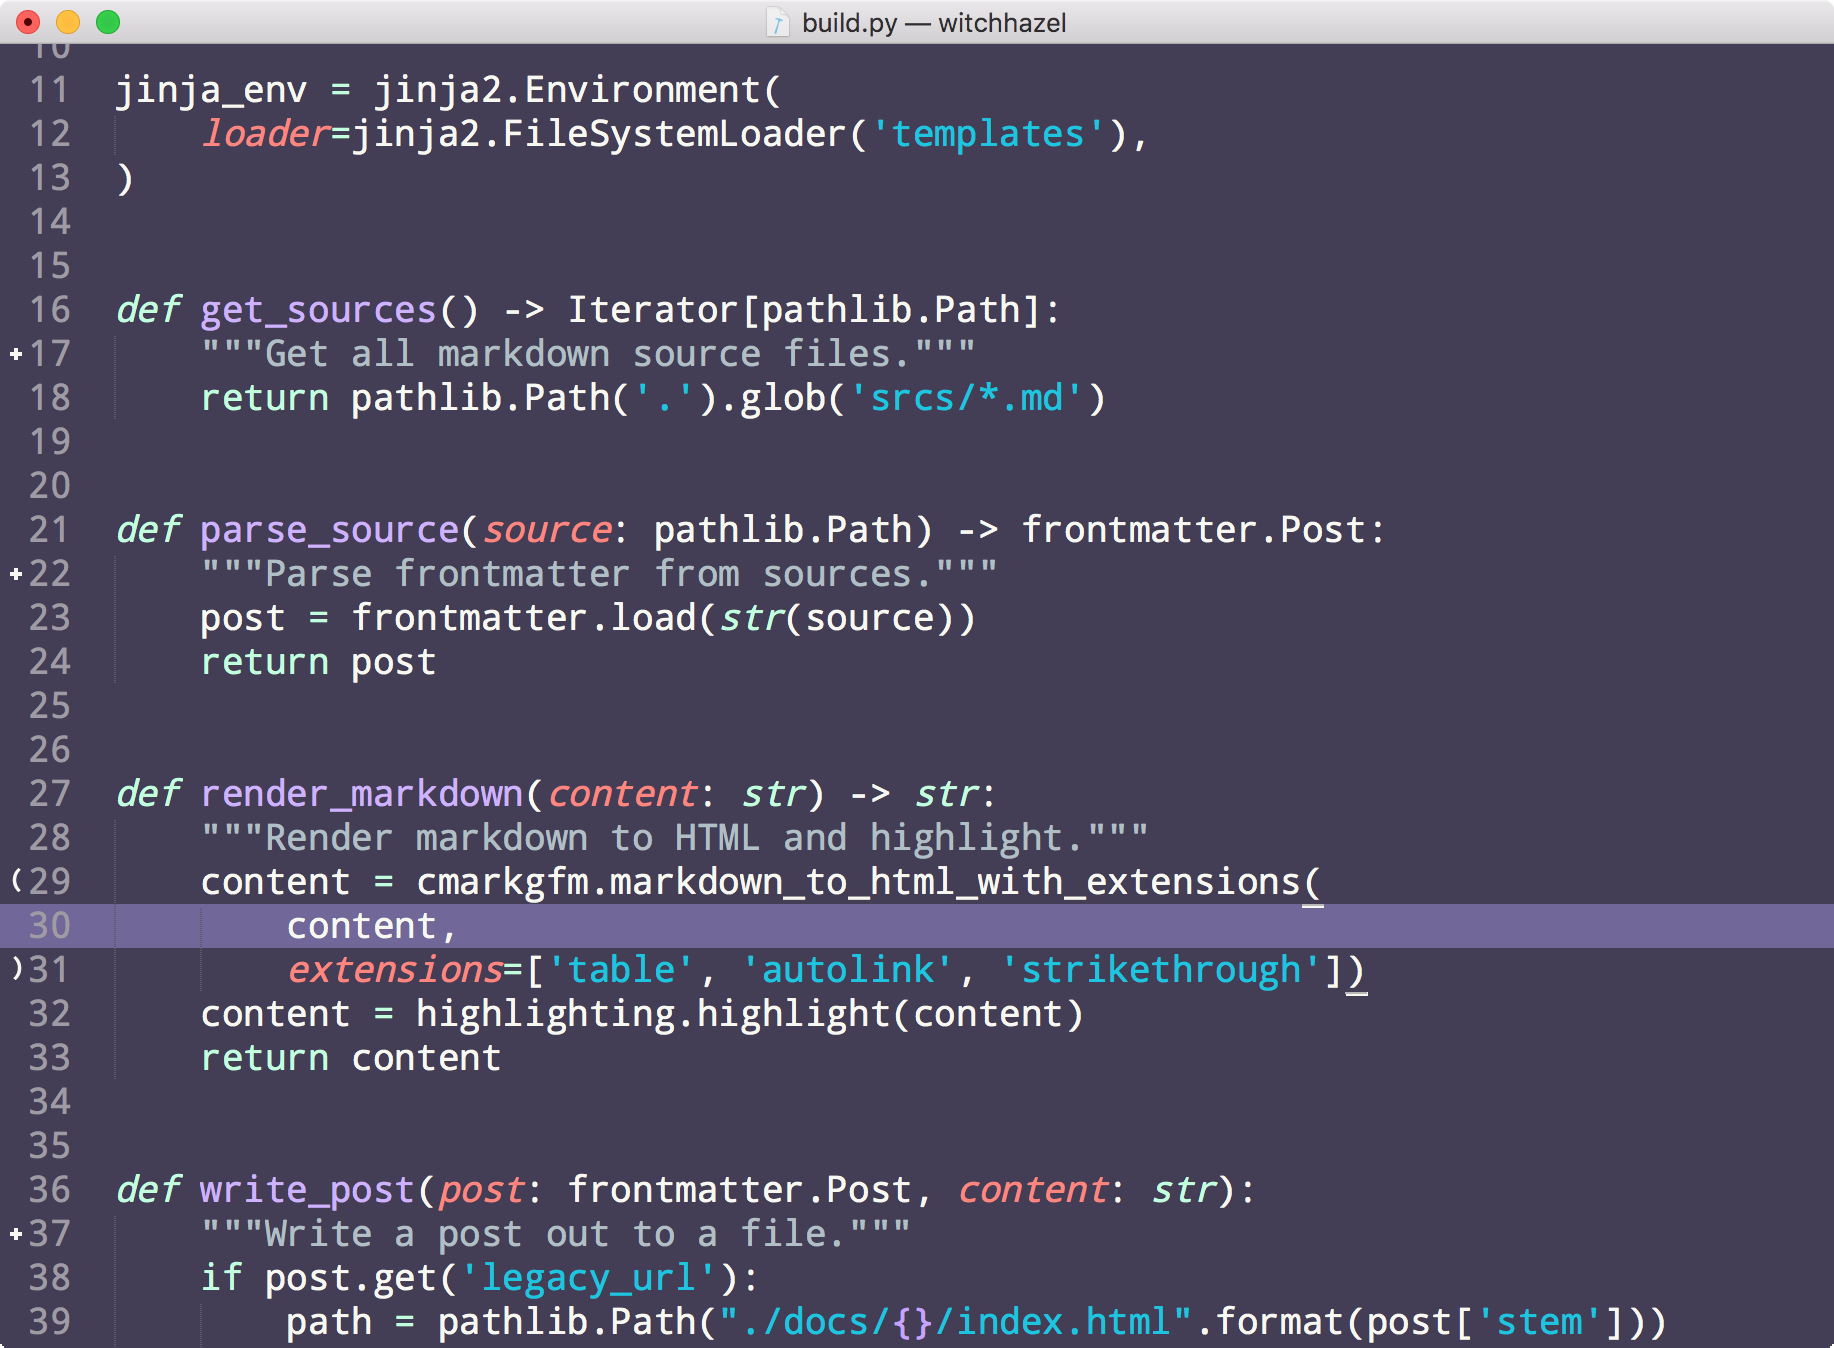 build.py — witchhazel
10
11 jinja_env = jinja2.Environment(
12     loader=jinja2.FileSystemLoader('templates'),
13 )
14
15
16 def get_sources() -> Iterator[pathlib.Path]:
+17     """Get all markdown source files."""
18     return pathlib.Path('.').glob('srcs/*.md')
19
20
21 def parse_source(source: pathlib.Path) -> frontmatter.Post:
+22     """Parse frontmatter from sources."""
23     post = frontmatter.load(str(source))
24     return post
25
26
27 def render_markdown(content: str) -> str:
28     """Render markdown to HTML and highlight."""
(29     content = cmarkgfm.markdown_to_html_with_extensions(
30         content,
)31         extensions=['table', 'autolink', 'strikethrough'])
32     content = highlighting.highlight(content)
33     return content
34
35
36 def write_post(post: frontmatter.Post, content: str):
+37     """Write a post out to a file."""
38     if post.get('legacy_url'):
39         path = pathlib.Path("./docs/{}/index.html".format(post['stem']))